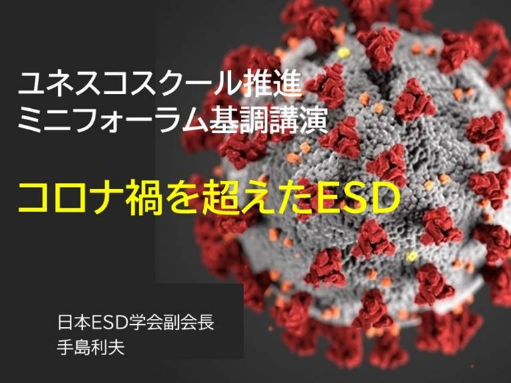 ユネスコスクール推進
ミニフォーラム基調講演
コロナ禍を超えたESD
日本ESD学会副会長
手島利夫